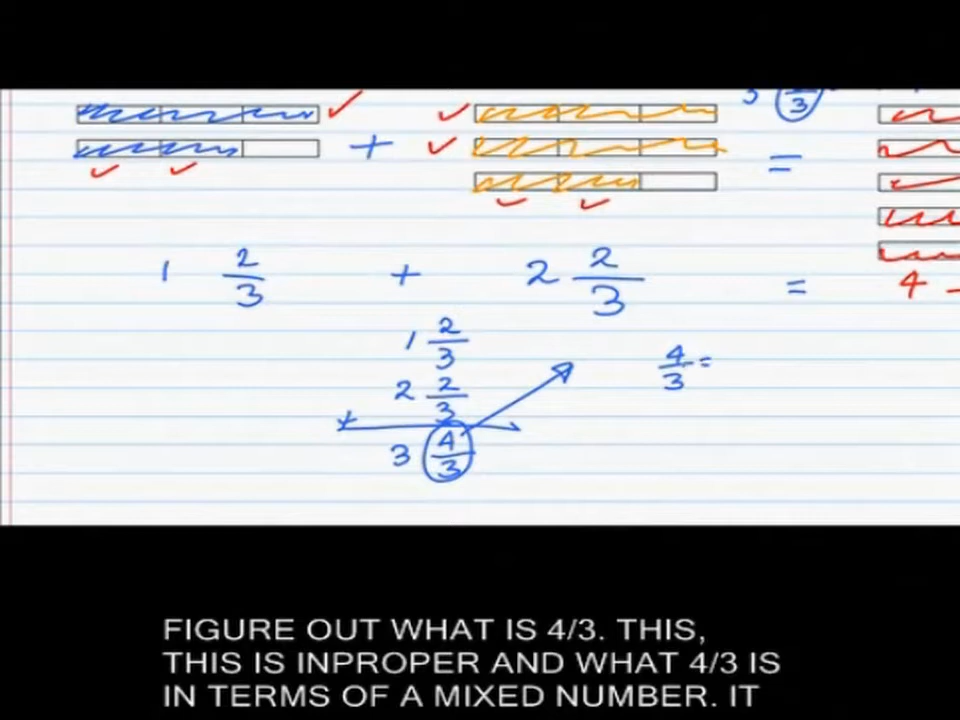 3 /3
+ =
1 2/3 + 2 2/3 = 4 -
1 2/3
2 2/3
+
3 4/3
4/3 =
FIGURE OUT WHAT IS 4/3. THIS,
THIS IS INPROPER AND WHAT 4/3 IS
IN TERMS OF A MIXED NUMBER. IT